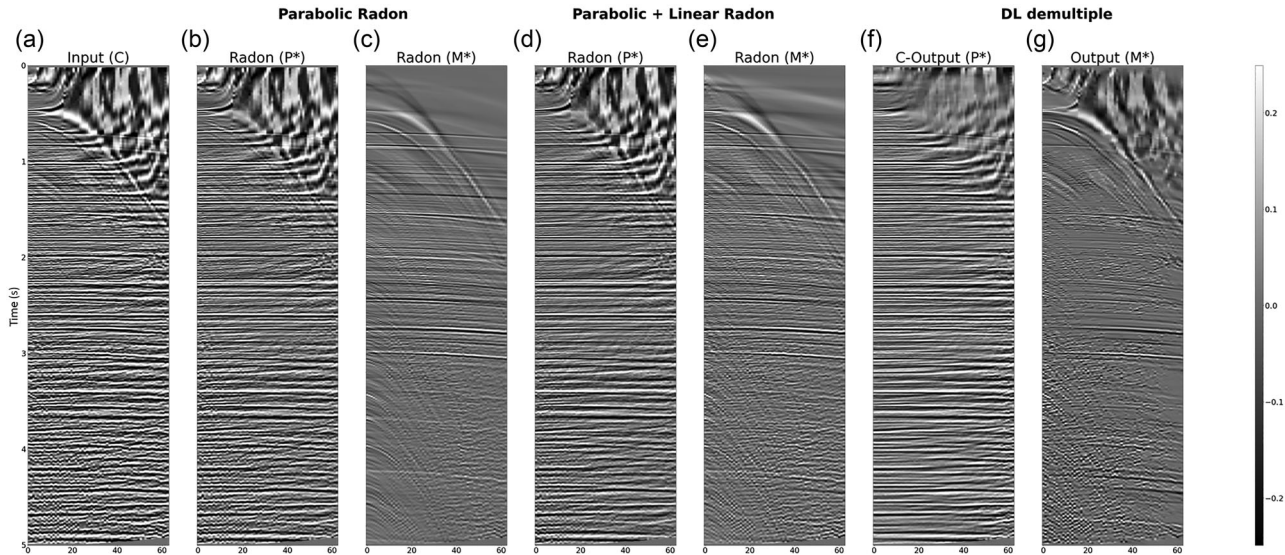 Parabolic Radon
Parabolic + Linear Radon
DL demultiple
(a)
(b)
(c)
(d)
(e)
(f)
(g)
Input (C)
Radon (P*)
Radon (M*)
Radon (P*)
Radon (M*)
C-Output (P*)
Output (M*)
Time (s)
0
1
2
3
4
5
0 20 40 60
0 20 40 60
0 20 40 60
0 20 40 60
0 20 40 60
0 20 40 60
0 20 40 60
0.2
0.1
0.0
−0.1
−0.2